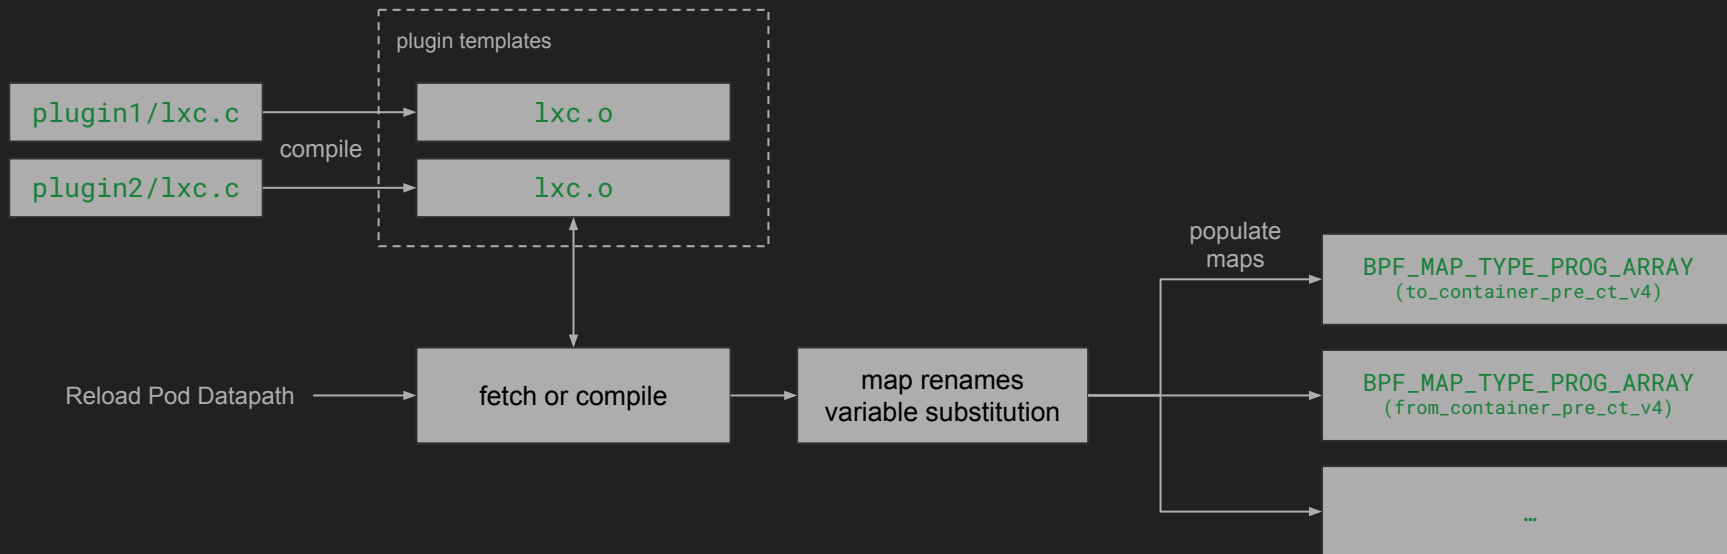 plugin templates
plugin1/lxc.c
lxc.o
compile
plugin2/lxc.c
lxc.o
populate
maps
BPF_MAP_TYPE_PROG_ARRAY
(to_container_pre_ct_v4)
Reload Pod Datapath
fetch or compile
map renames
variable substitution
BPF_MAP_TYPE_PROG_ARRAY
(from_container_pre_ct_v4)
…